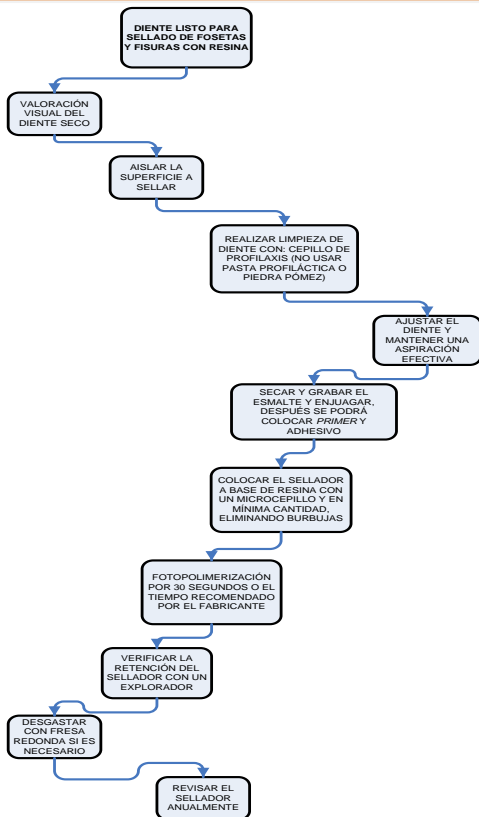 DIENTE LISTO PARA
SELLADO DE FOSETAS
Y FISURAS CON RESINA
VALORACIÓN
VISUAL DEL
DIENTE SECO
AISLAR LA
SUPERFICIE A
SELLAR
REALIZAR LIMPIEZA DE
DIENTE CON: CEPILLO DE
PROFILAXIS (NO USAR
PASTA PROFILÁCTICA O
PIEDRA PÓMEZ)
AJUSTAR EL
DIENTE Y
MANTENER UNA
ASPIRACIÓN
EFECTIVA
SECAR Y GRABAR EL
ESMALTE Y ENJUAGAR,
DESPUÉS SE PODRÁ
COLOCAR PRIMER Y
ADHESIVO
COLOCAR EL SELLADOR
A BASE DE RESINA CON
UN MICROCEPILLO Y EN
MÍNIMA CANTIDAD,
ELIMINANDO BURBUJAS
FOTOPOLIMERIZACIÓN
POR 30 SEGUNDOS O EL
TIEMPO RECOMENDADO
POR EL FABRICANTE
VERIFICAR LA
RETENCIÓN DEL
SELLADOR CON UN
EXPLORADOR
DESGASTAR
CON FRESA
REDONDA SI ES
NECESARIO
REVISAR EL
SELLADOR
ANUALMENTE